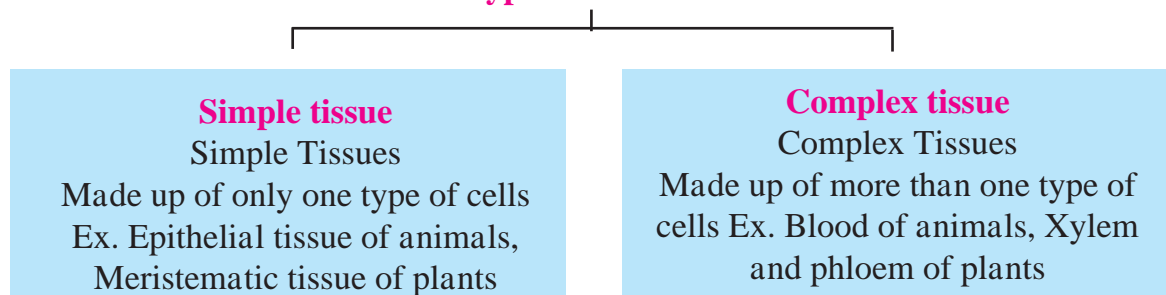 Simple tissue
Simple Tissues
Made up of only one type of cells
Ex. Epithelial tissue of animals,
Meristematic tissue of plants
Complex tissue
Complex Tissues
Made up of more than one type of
cells Ex. Blood of animals, Xylem
and phloem of plants